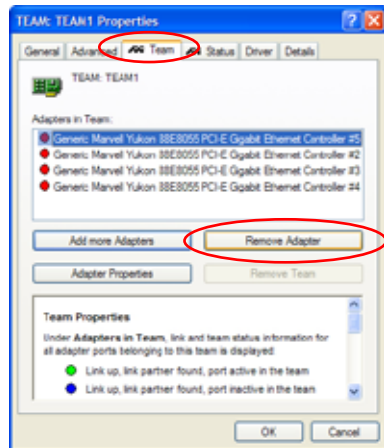 TEAM: TEAM1 Properties
General Advanced Team Status Driver Details
TEAM: TEAM1
Adapters in Team:
Generic Marvel Yukon 88E8055 PCI-E Gigabit Ethernet Controller #5
Generic Marvel Yukon 88E8055 PCI-E Gigabit Ethernet Controller #2
Generic Marvel Yukon 88E8055 PCI-E Gigabit Ethernet Controller #3
Generic Marvel Yukon 88E8055 PCI-E Gigabit Ethernet Controller #4
Add more Adapters Remove Adapter
Adapter Properties Remove Team
Team Properties
Under Adapters in Team, link and team status information for
all adapter ports belonging to this team is displayed:
Link up, link partner found, port active in the team
Link up, link partner found, port inactive in the team
OK Cancel